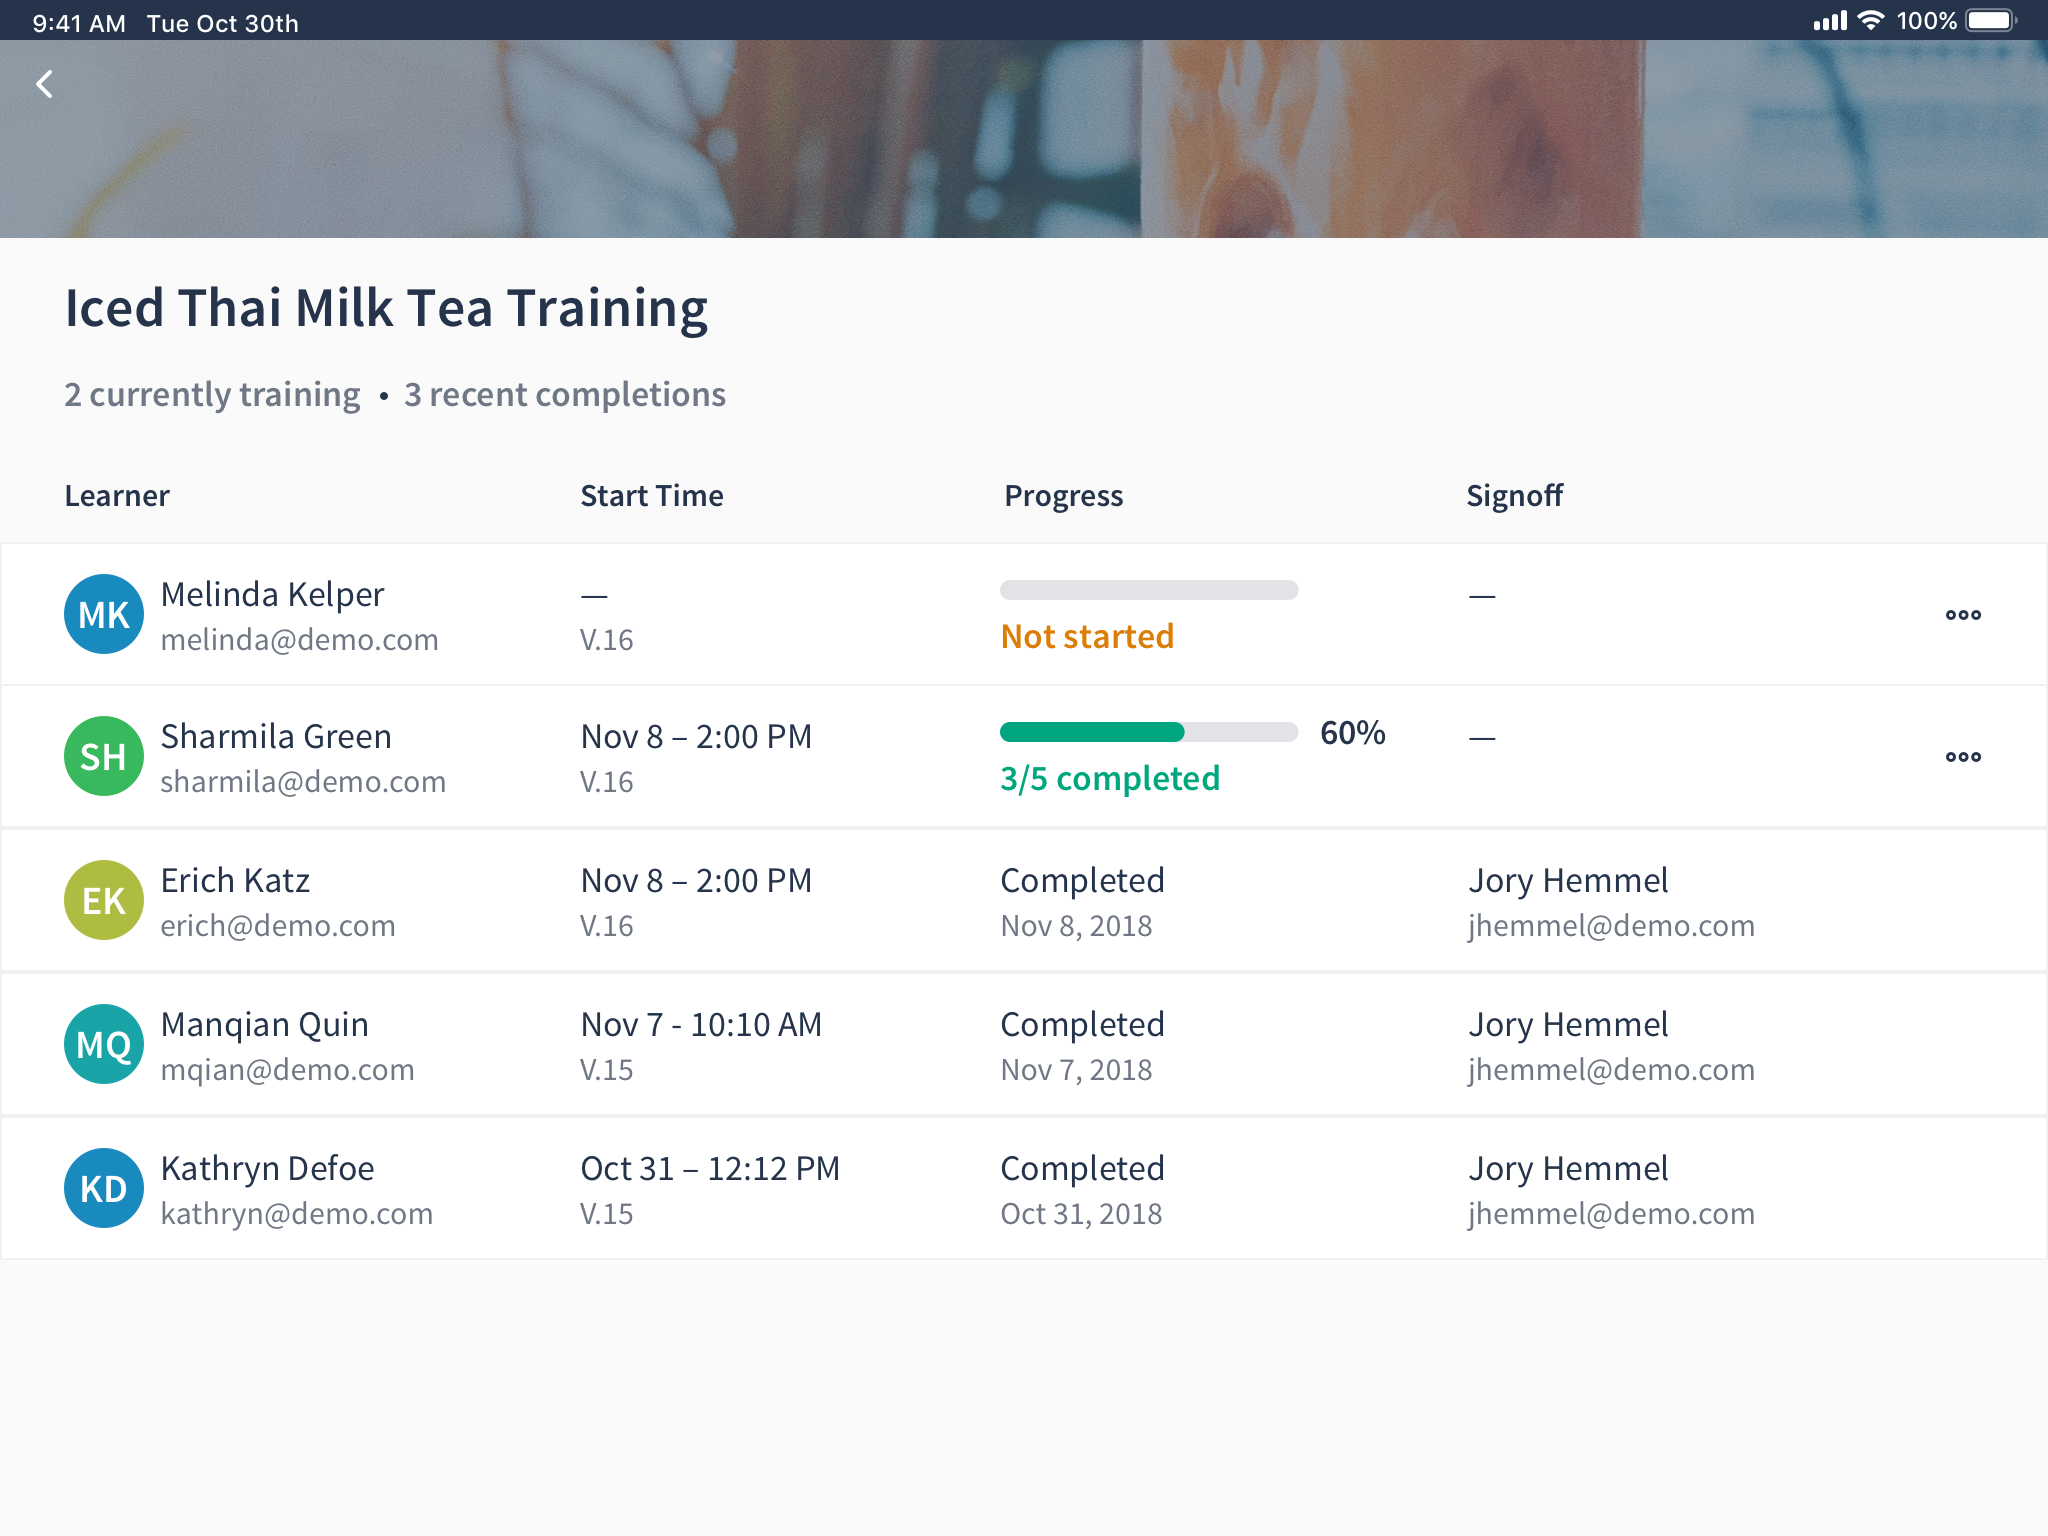 9:41 AM Tue Oct 30th 100%
Iced Thai Milk Tea Training
2 currently training • 3 recent completions
Learner Start Time Progress Signoff
MK Melinda Kelper — —
melinda@demo.com V.16 Not started
SH Sharmila Green Nov 8 – 2:00 PM 60% —
sharmila@demo.com V.16 3/5 completed
EK Erich Katz Nov 8 – 2:00 PM Completed Jory Hemmel
erich@demo.com V.16 Nov 8, 2018 jhemmel@demo.com
MQ Manqian Quin Nov 7 - 10:10 AM Completed Jory Hemmel
mqian@demo.com V.15 Nov 7, 2018 jhemmel@demo.com
KD Kathryn Defoe Oct 31 – 12:12 PM Completed Jory Hemmel
kathryn@demo.com V.15 Oct 31, 2018 jhemmel@demo.com